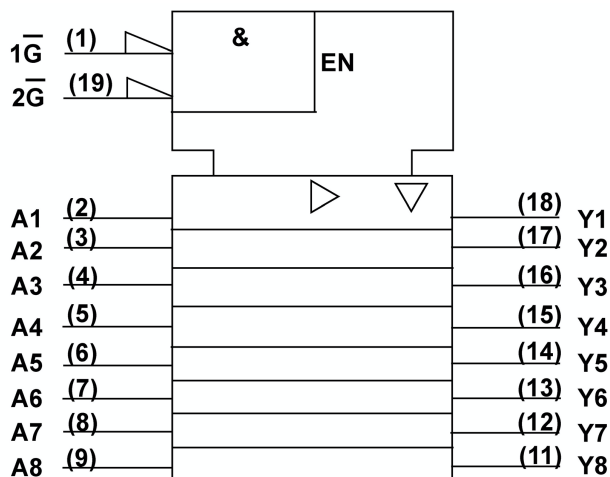 1G̅ (1) &
EN
2G̅ (19)
A1 (2) (18) Y1
A2 (3) (17) Y2
A3 (4) (16) Y3
A4 (5) (15) Y4
A5 (6) (14) Y5
A6 (7) (13) Y6
A7 (8) (12) Y7
A8 (9) (11) Y8